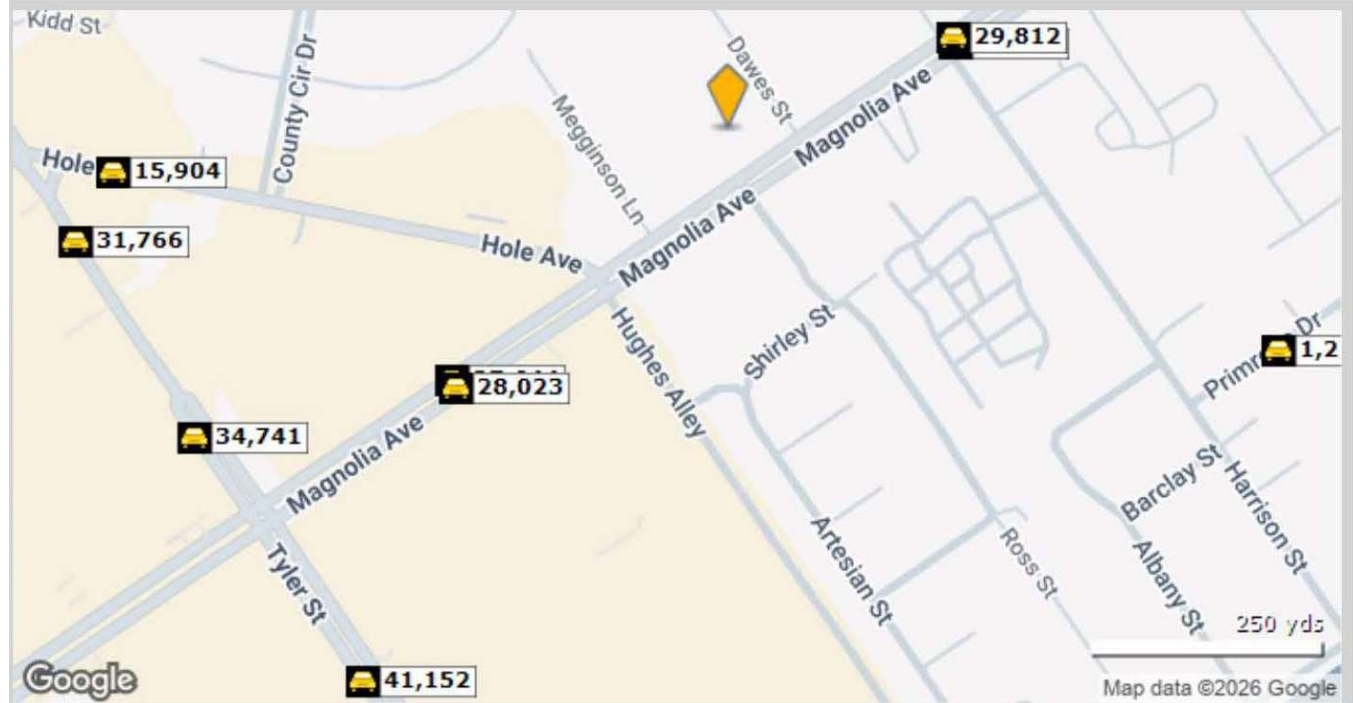 Kidd St
County Cir Dr
Dawes St
29,812
Magnolia Ave
Megginson Ln
Hole
15,904
31,766
Hole Ave
Magnolia Ave
Hughes Alley
Shirley St
Primr
Dr
1,2
28,023
34,741
Magnolia Ave
Tyler St
Artesian St
Ross St
Barclay St
Albany St
Harrison St
41,152
250 yds
Google
Map data ©2026 Google